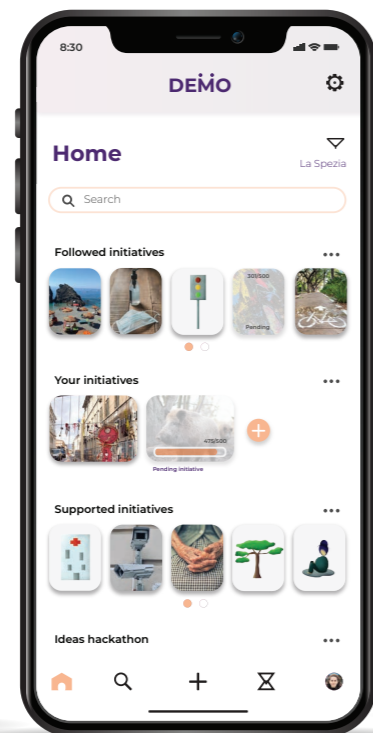 8:30
DEMO
Home
La Spezia
Search
Followed initiatives
301/500
Pending
Your initiatives
475/500
Pending initiative
Supported initiatives
Ideas hackathon